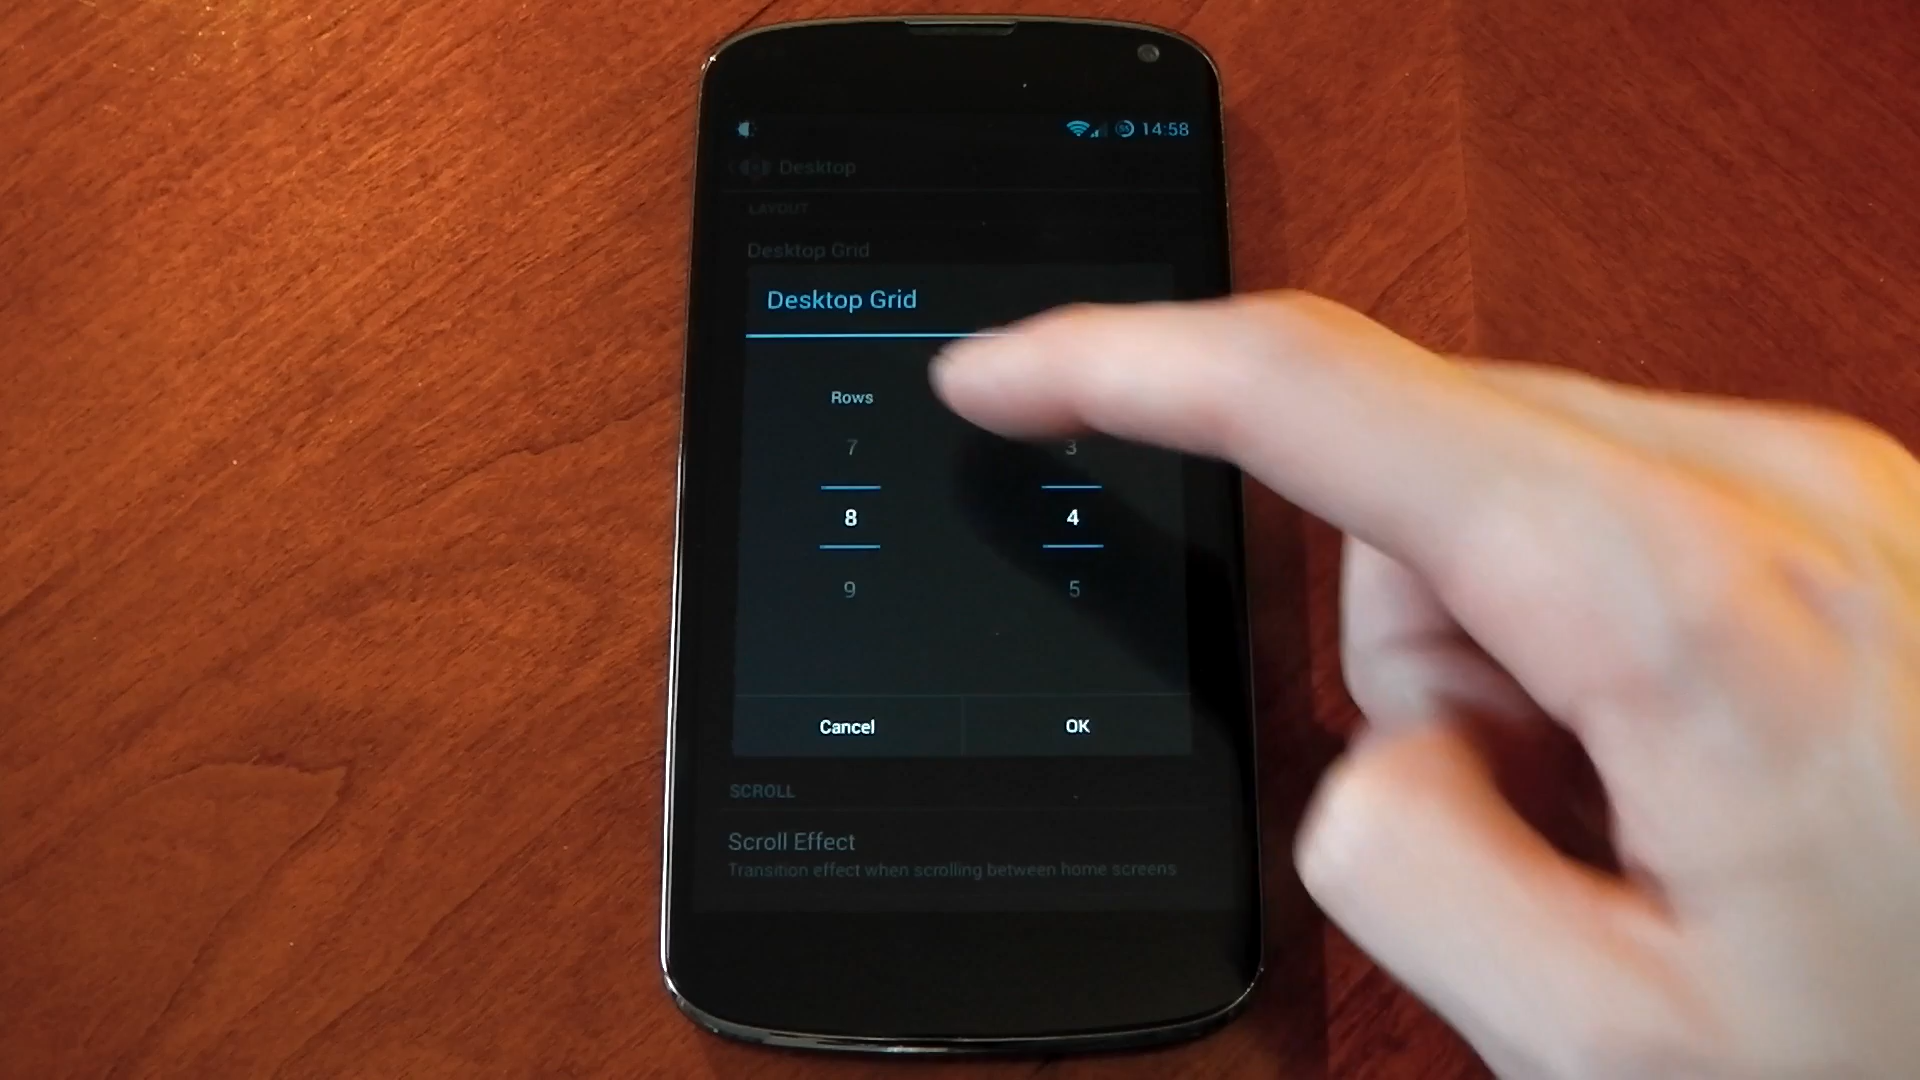 14:58
Desktop
LAYOUT
Desktop Grid
Desktop Grid
Rows
7 3
8 4
9 5
Cancel OK
SCROLL
Scroll Effect
Transition effect when scrolling between home screens